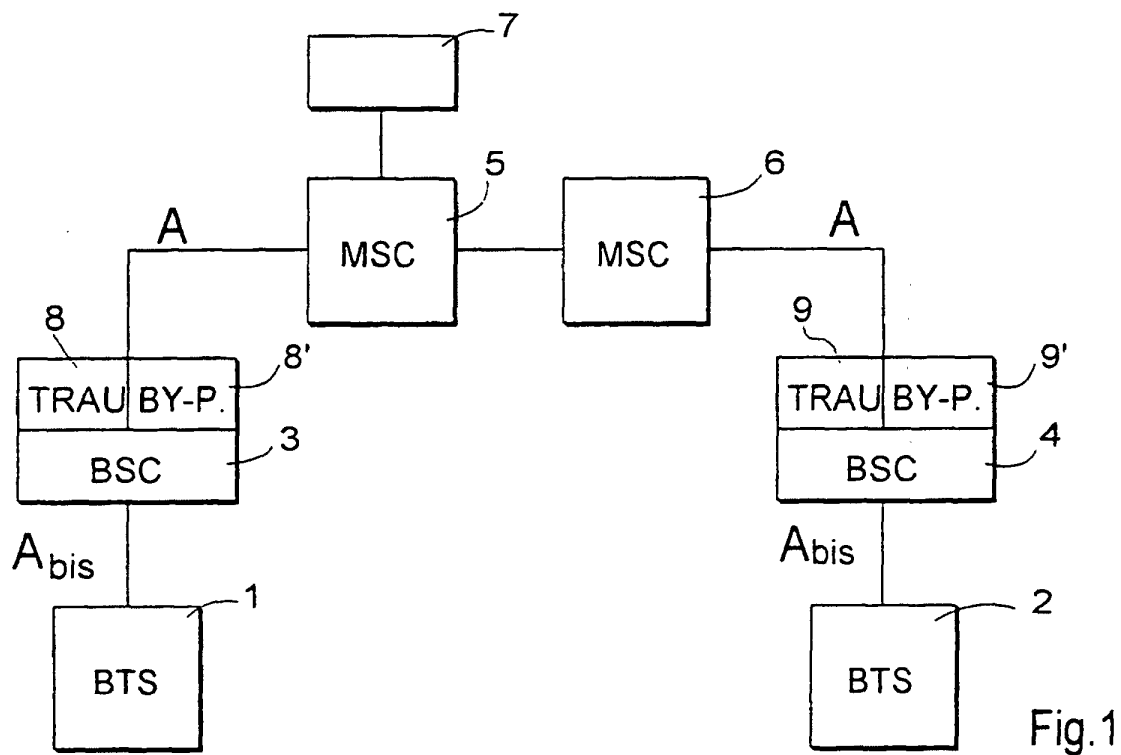 7
5
6
A
MSC
MSC
A
8
8'
9
9'
TRAU BY-P.
TRAU BY-P.
3
4
BSC
BSC
Abis
Abis
1
2
BTS
BTS
Fig.1